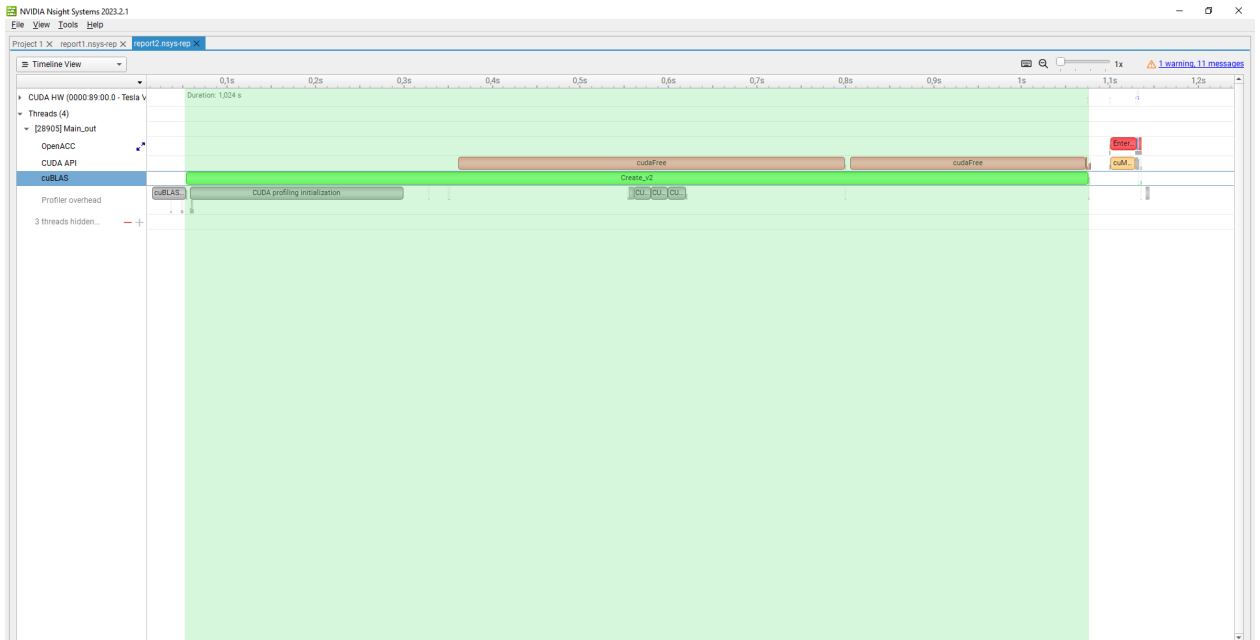 NVIDIA Nsight Systems 2023.2.1
File View Tools Help
Project 1 report1.nsys-rep report2.nsys-rep
Timeline View 1x 1 warning, 11 messages
0,1s 0,2s 0,3s 0,4s 0,5s 0,6s 0,7s 0,8s 0,9s 1s 1,1s 1,2s
CUDA HW (0000:89:00.0 - Tesla V Duration: 1,024 s
Threads (4)
[28905] Main_out
OpenACC Enter...
CUDA API cudaFree cudaFree cuM...
cuBLAS Create_v2
Profiler overhead cuBLAS... CUDA profiling initialization CU... CU... CU...
3 threads hidden...